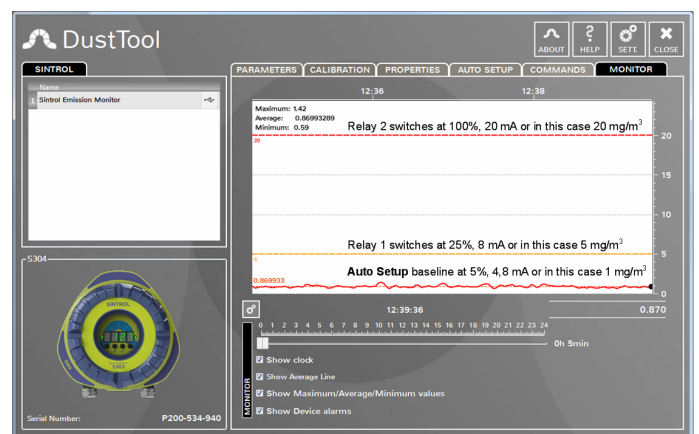 DustTool
ABOUT
HELP
SETT.
CLOSE
SINTROL
PARAMETERS
CALIBRATION
PROPERTIES
AUTO SETUP
COMMANDS
MONITOR
Name
1 Sintrol Emission Monitor
12:36
12:38
Maximum: 1.42
Average: 0.86993289
Minimum: 0.59
Relay 2 switches at 100%, 20 mA or in this case 20 mg/m³
20
20
15
10
Relay 1 switches at 25%, 8 mA or in this case 5 mg/m³
5
5
Auto Setup baseline at 5%, 4,8 mA or in this case 1 mg/m³
0.869933
0
S304
SINTROL
S303
12:39:36
0.870
0 1 2 3 4 5 6 7 8 9 10 11 12 13 14 15 16 17 18 19 20 21 22 23 24
0h 5min
MONITOR
Show clock
Show Average Line
Show Maximum/Average/Minimum values
Show Device alarms
Serial Number:
P200-534-940